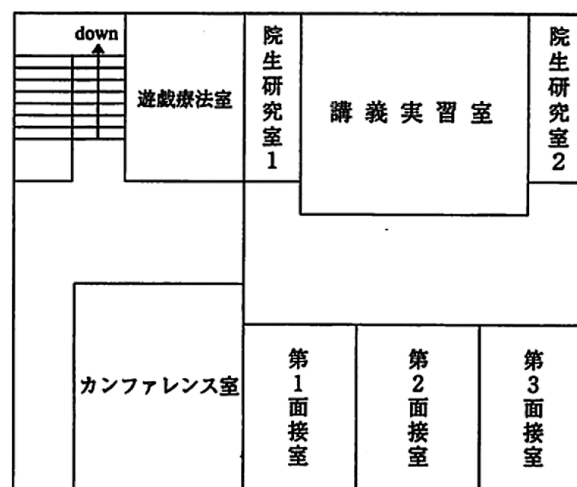 down
遊戯療法室
院生研究室1
講義実習室
院生研究室2
カンファレンス室
第1面接室
第2面接室
第3面接室